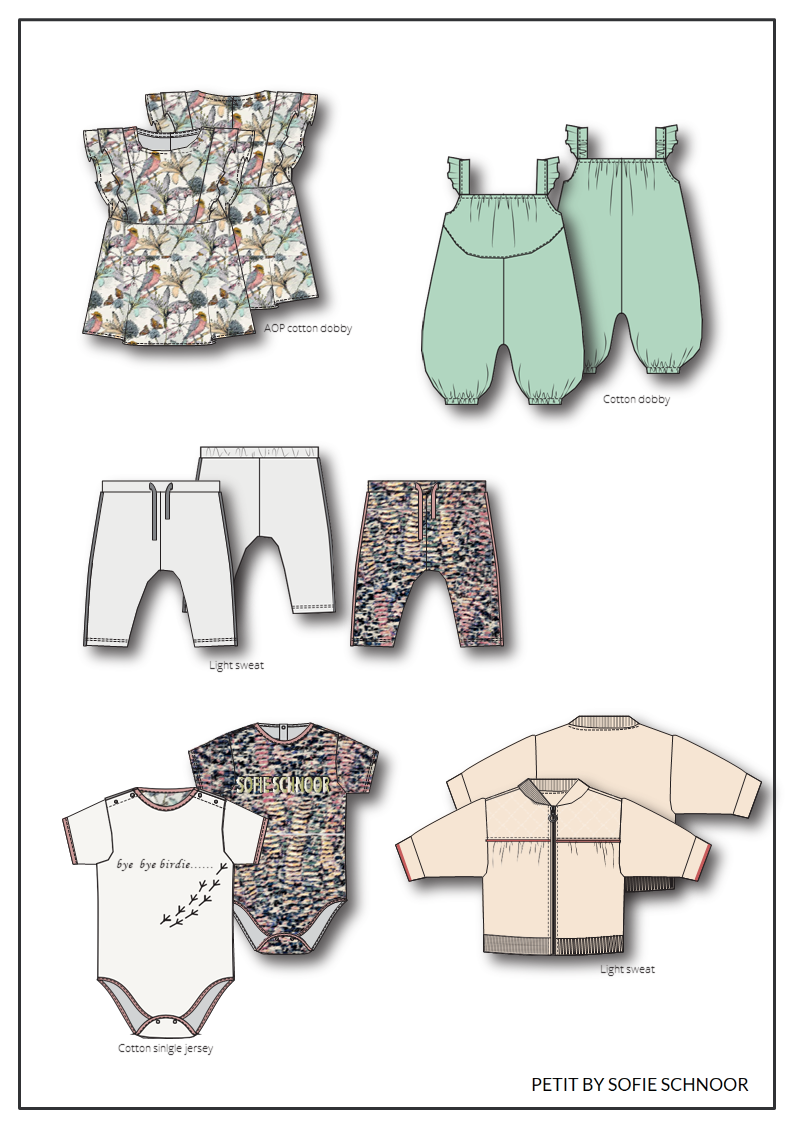 AOP cotton dobby
Cotton dobby
Light sweat
SOFIE SCHNOOR
bye bye birdie......
Light sweat
Cotton sinlgle jersey
PETIT BY SOFIE SCHNOOR